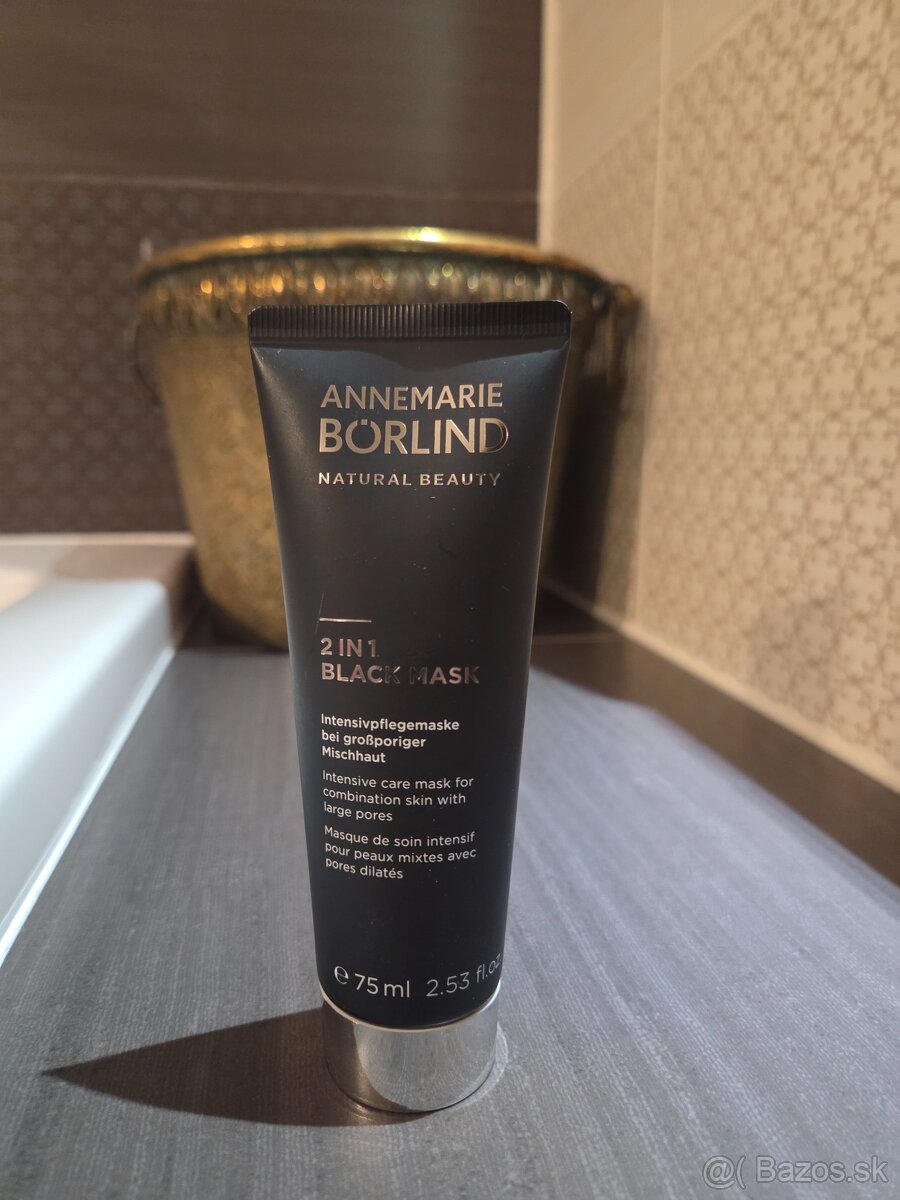 ANNEMARIE
BÖRLIND
NATURAL BEAUTY
2 IN 1
BLACK MASK
Intensivpflegemaske
bei großporiger
Mischhaut
Intensive care mask for
combination skin with
large pores
Masque de soin intensif
pour peaux mixtes avec
pores dilatés
℮ 75 ml 2.53 fl.oz
@( Bazos.sk